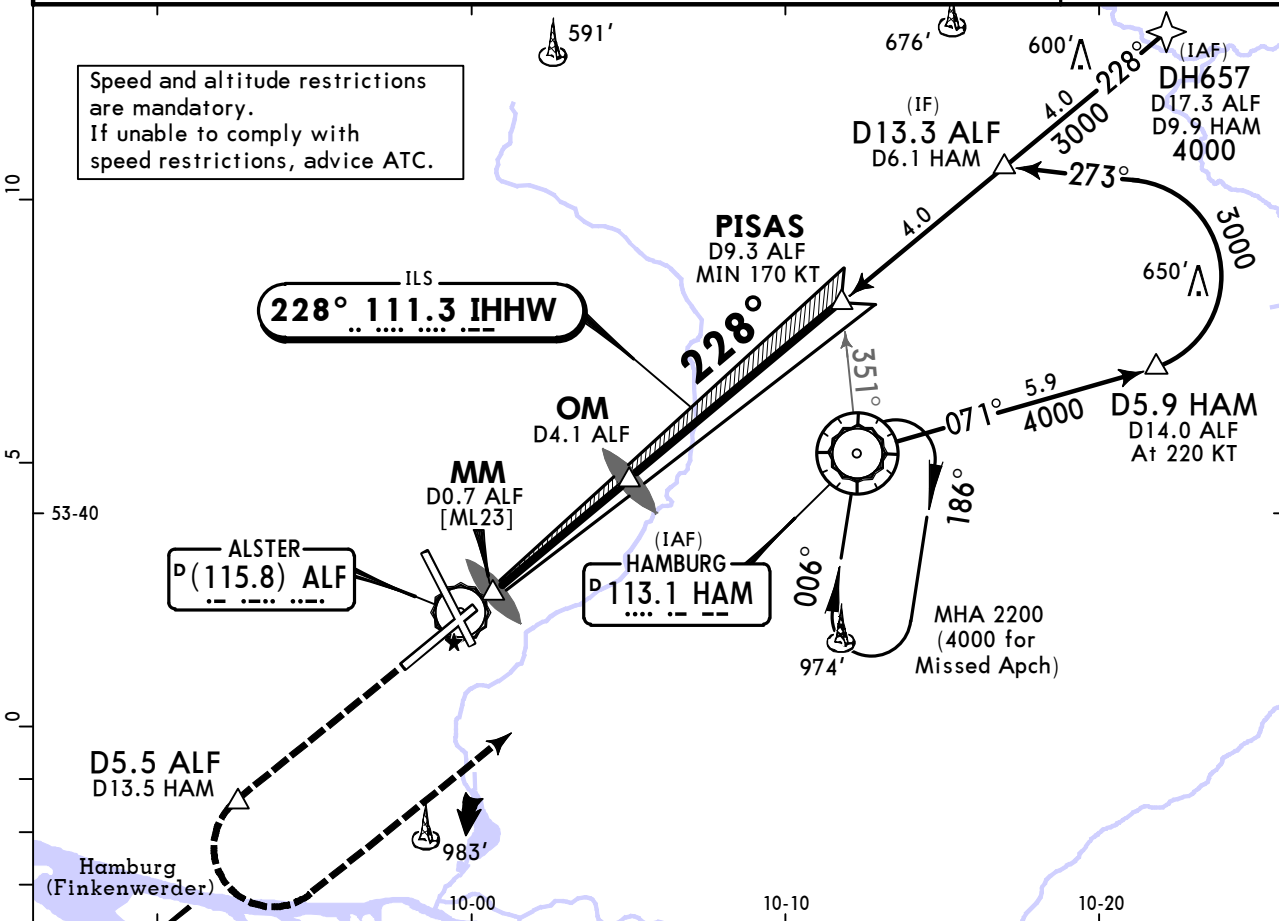 591'
676'
600'
228°
(IAF)
DH657
D17.3 ALF
D9.9 HAM
4000
Speed and altitude restrictions
are mandatory.
If unable to comply with
speed restrictions, advice ATC.
4.0
3000
(IF)
D13.3 ALF
D6.1 HAM
273°
3000
10
4.0
PISAS
D9.3 ALF
MIN 170 KT
650'
ILS
228° 111.3 IHHW
228°
351°
OM
D4.1 ALF
071°
5.9
4000
D5.9 HAM
D14.0 ALF
At 220 KT
5
MM
D0.7 ALF
[ML23]
186°
53-40
ALSTER
D (115.8) ALF
(IAF)
HAMBURG
D 113.1 HAM
006°
974'
MHA 2200
(4000 for
Missed Apch)
0
D5.5 ALF
D13.5 HAM
983'
Hamburg
(Finkenwerder)
10-00
10-10
10-20